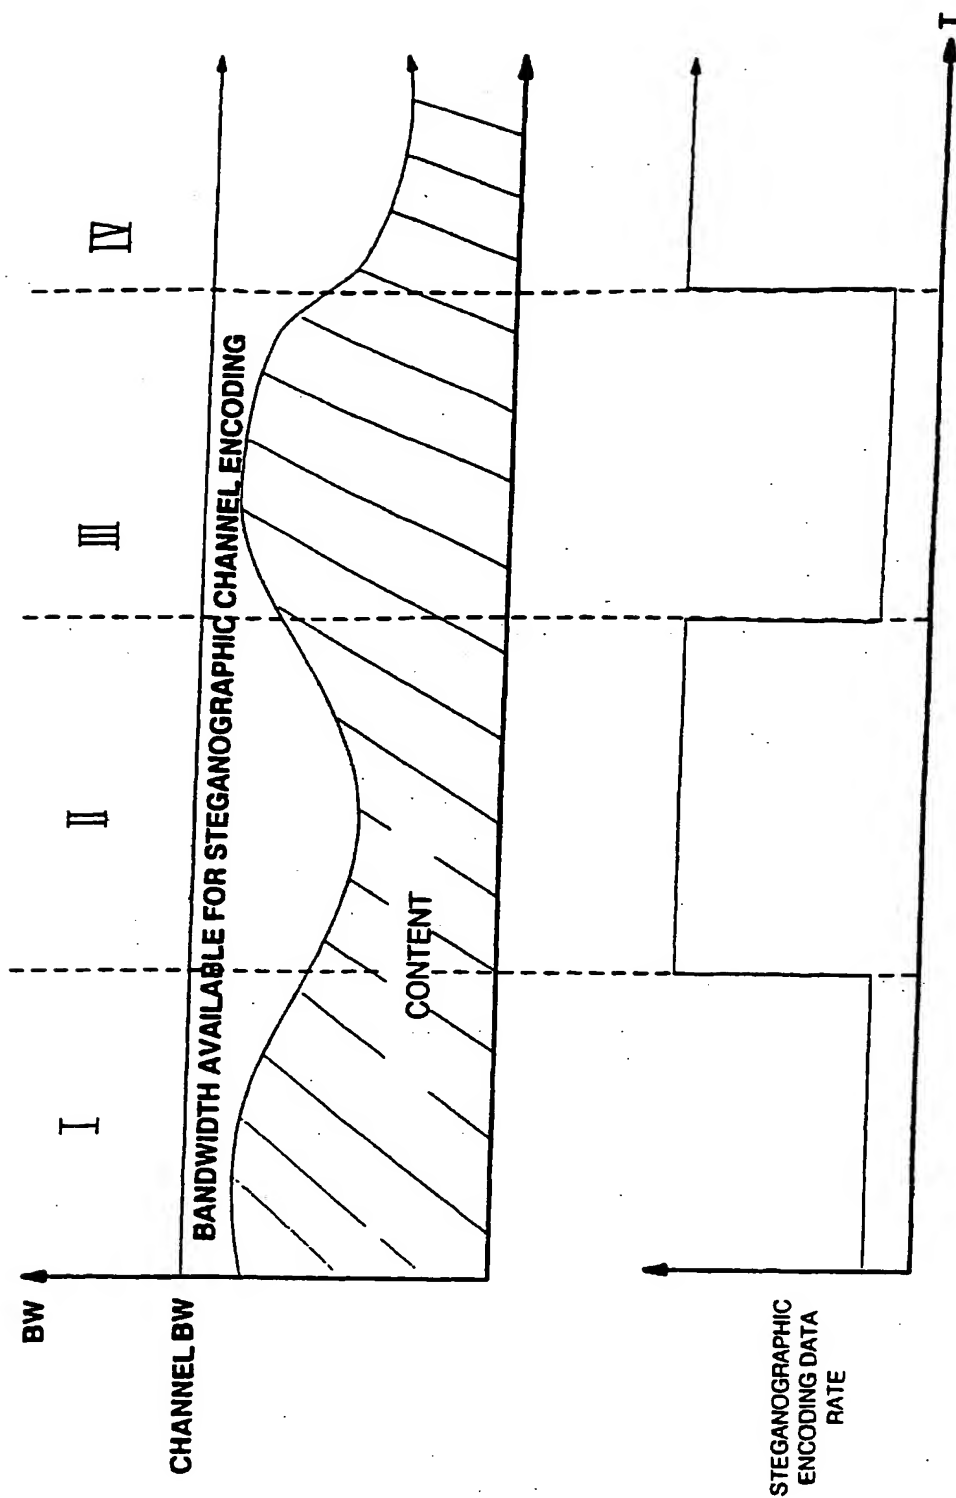 I
II
III
IV
BW
CHANNEL BW
BANDWIDTH AVAILABLE FOR STEGANOGRAPHIC CHANNEL ENCODING
CONTENT
STEGANOGRAPHIC
ENCODING DATA
RATE
T